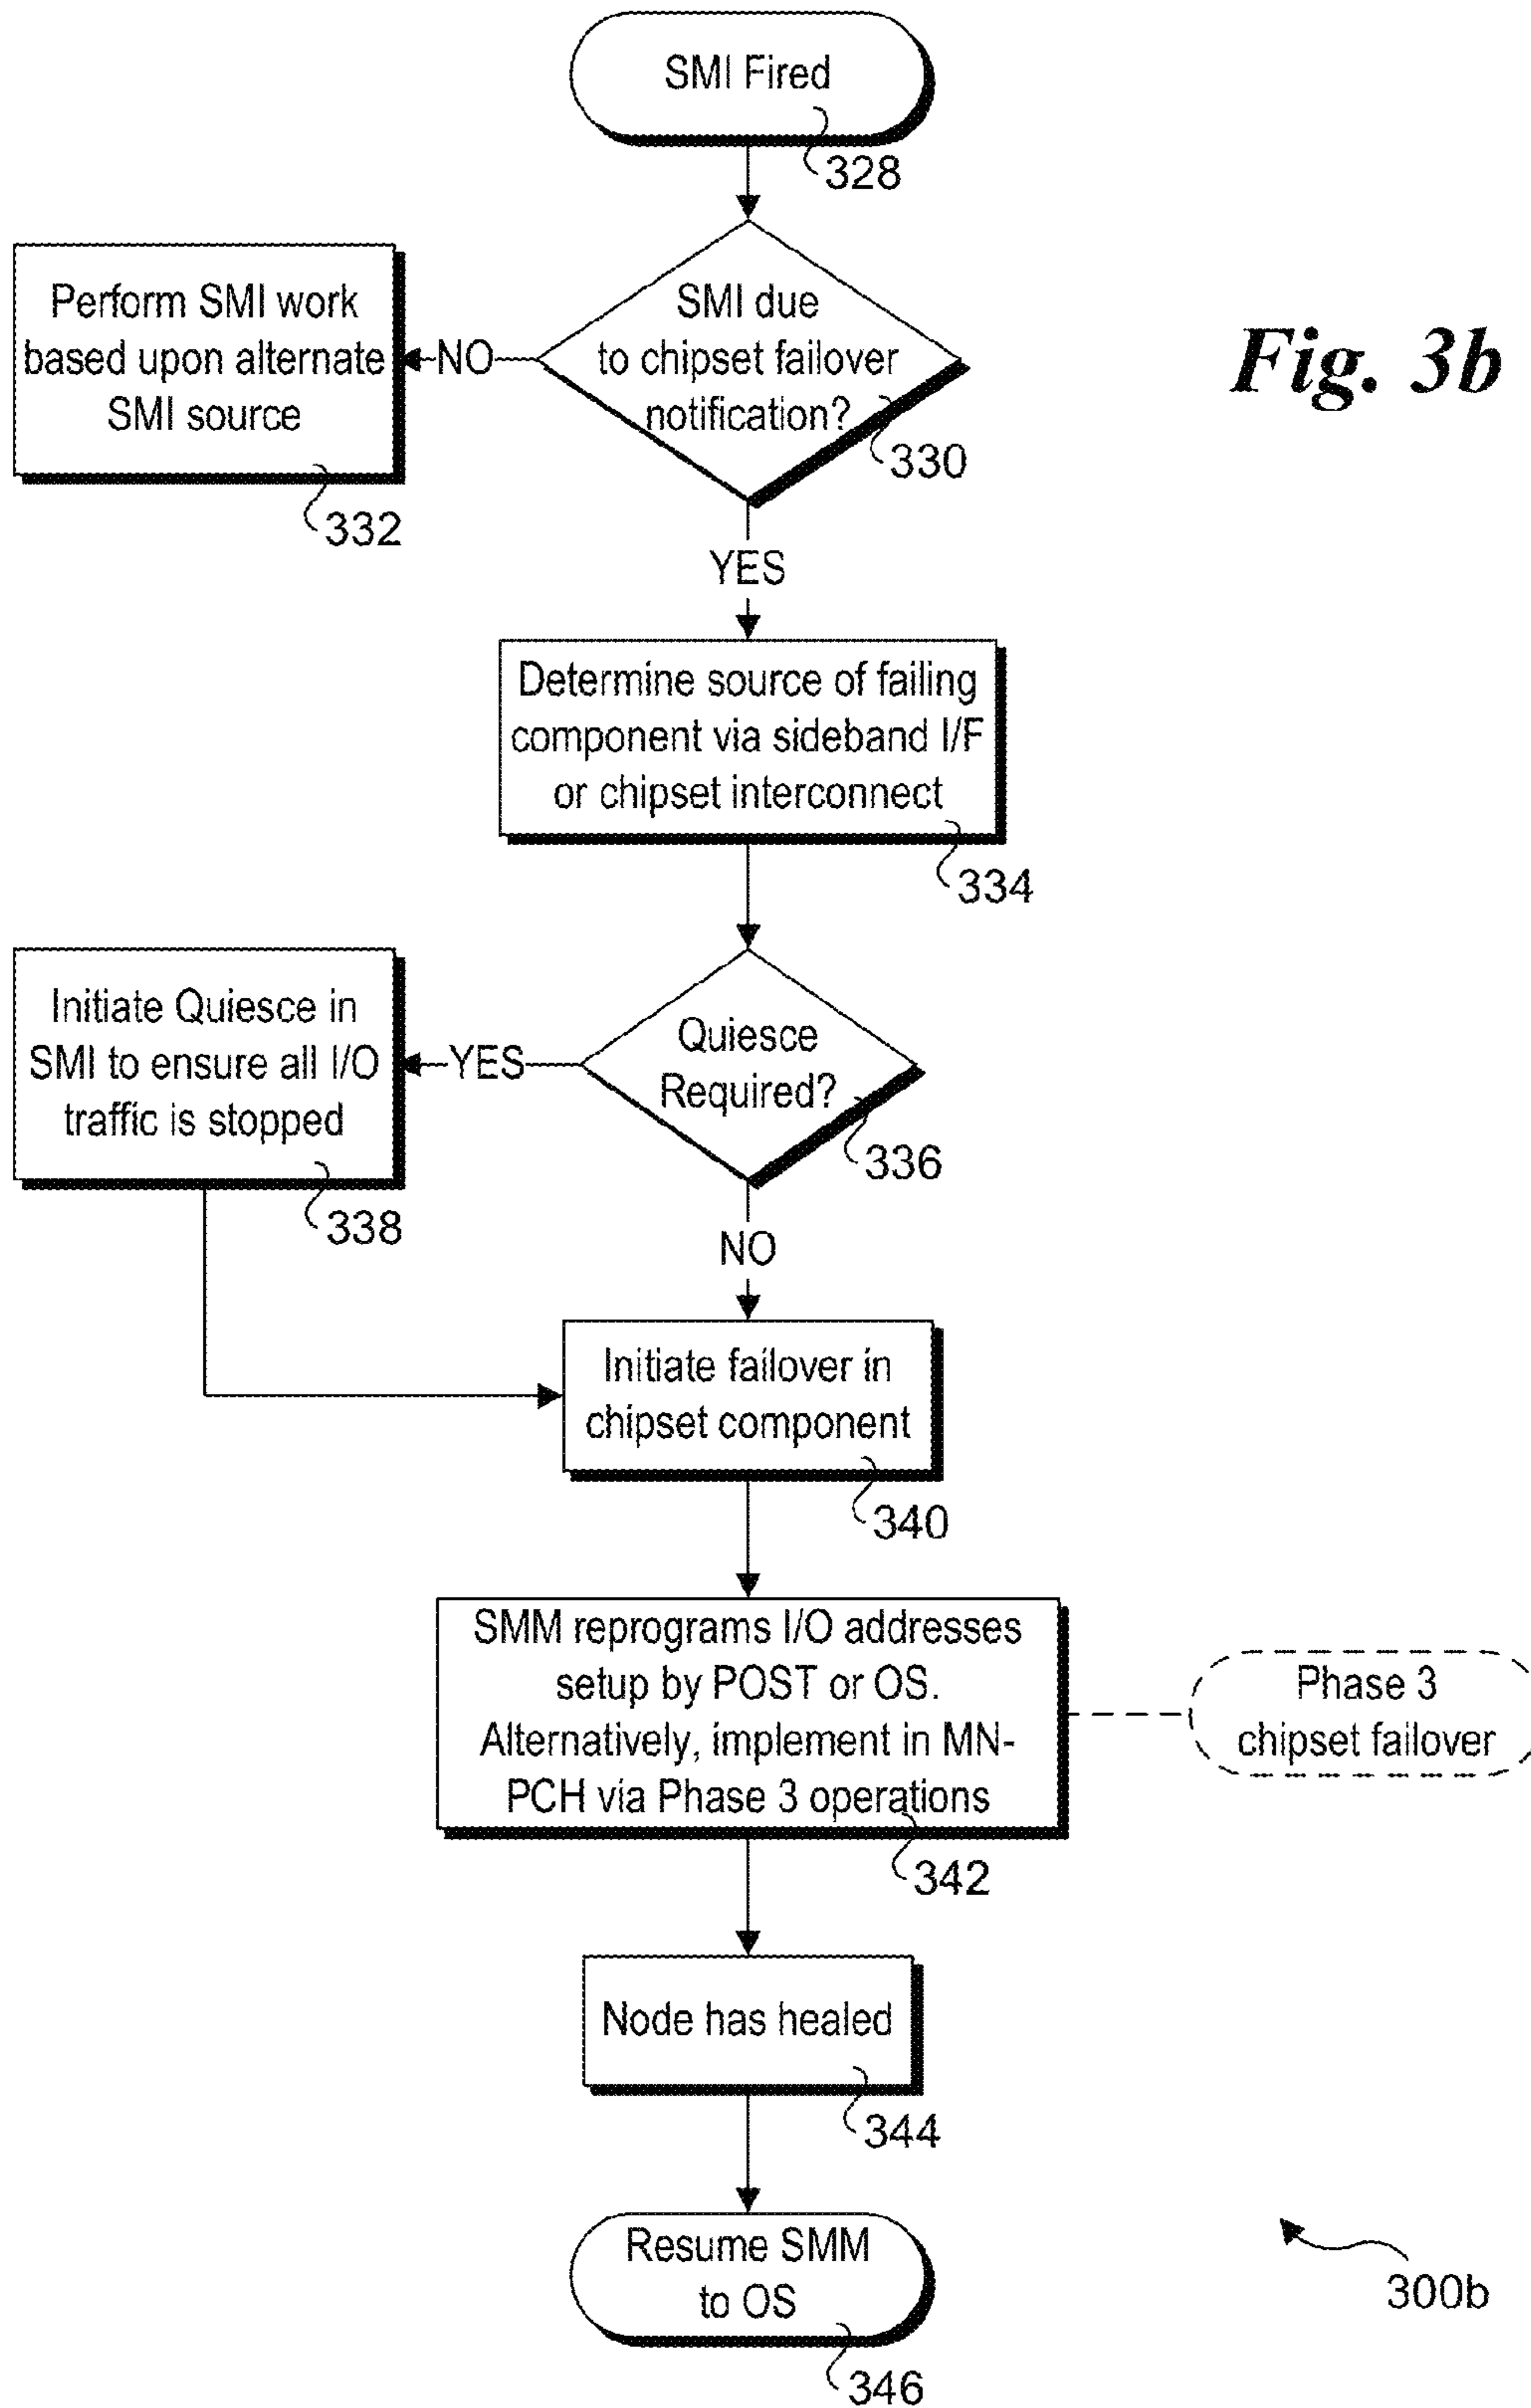 SMI Fired
328
SMI due
to chipset failover
notification?
330
Fig. 3b
NO
Perform SMI work
based upon alternate
SMI source
332
YES
Determine source of failing
component via sideband I/F
or chipset interconnect
334
Quiesce
Required?
336
YES
Initiate Quiesce in
SMI to ensure all I/O
traffic is stopped
338
NO
Initiate failover in
chipset component
340
SMM reprograms I/O addresses
setup by POST or OS.
Alternatively, implement in MN-
PCH via Phase 3 operations
342
Phase 3
chipset failover
Node has healed
344
Resume SMM
to OS
346
300b